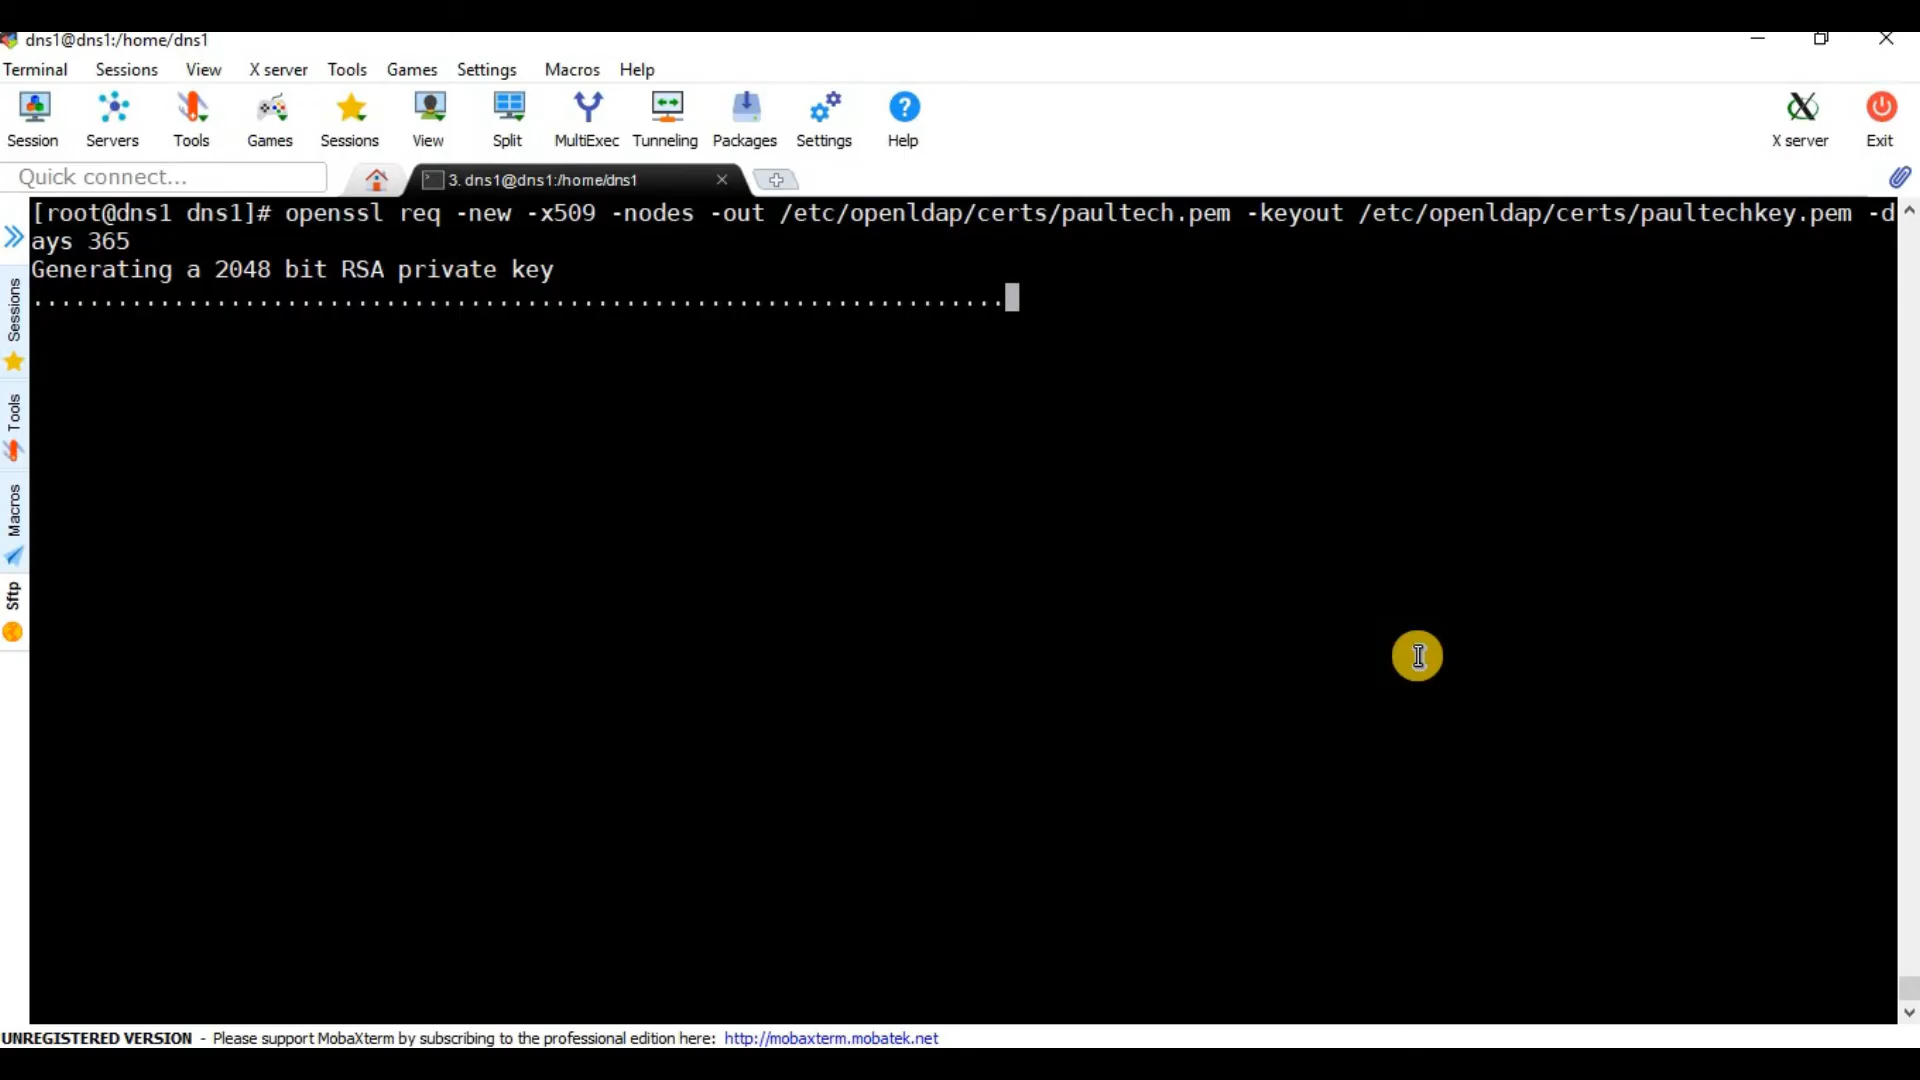 dns1@dns1:/home/dns1
Terminal Sessions View X server Tools Games Settings Macros Help
Session Servers Tools Games Sessions View Split MultiExec Tunneling Packages Settings Help X server Exit
Quick connect...
3. dns1@dns1:/home/dns1
[root@dns1 dns1]# openssl req -new -x509 -nodes -out /etc/openldap/certs/paultech.pem -keyout /etc/openldap/certs/paultechkey.pem -d
ays 365
Generating a 2048 bit RSA private key
.....................................................................
Sessions
Tools
Macros
Sftp
UNREGISTERED VERSION - Please support MobaXterm by subscribing to the professional edition here: http://mobaxterm.mobatek.net